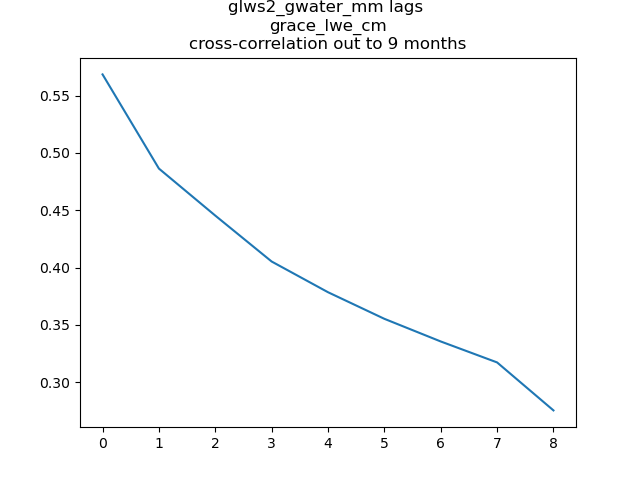 glws2_gwater_mm lags
grace_lwe_cm
cross-correlation out to 9 months
0.55
0.50
0.45
0.40
0.35
0.30
0 1 2 3 4 5 6 7 8